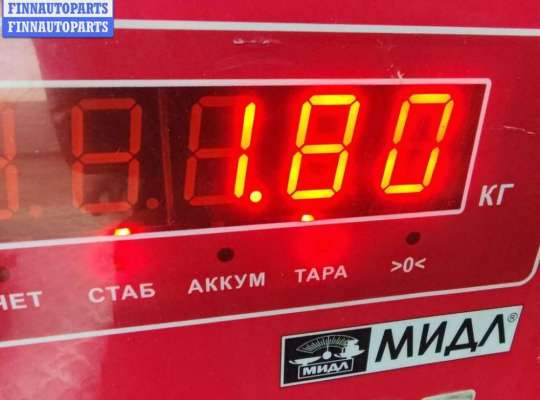 FINNAUTOPARTS
FINNAUTOPARTS
1.80
КГ
СТАБ АККУМ ТАРА >0<
МИДЛ МИДЛ®